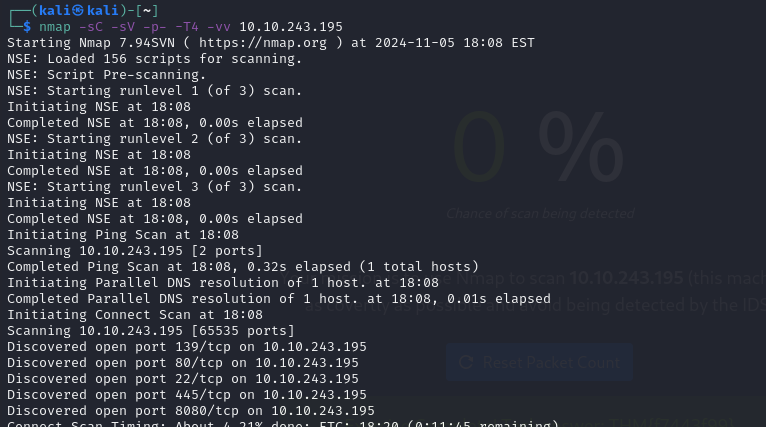 ┌──(kali㉿kali)-[~]
└─$ nmap -sC -sV -p- -T4 -vv 10.10.243.195
Starting Nmap 7.94SVN ( https://nmap.org ) at 2024-11-05 18:08 EST
NSE: Loaded 156 scripts for scanning.
NSE: Script Pre-scanning.
NSE: Starting runlevel 1 (of 3) scan.
Initiating NSE at 18:08
Completed NSE at 18:08, 0.00s elapsed
NSE: Starting runlevel 2 (of 3) scan.
Initiating NSE at 18:08
Completed NSE at 18:08, 0.00s elapsed
NSE: Starting runlevel 3 (of 3) scan.
Initiating NSE at 18:08
Completed NSE at 18:08, 0.00s elapsed
Initiating Ping Scan at 18:08
Scanning 10.10.243.195 [2 ports]
Completed Ping Scan at 18:08, 0.32s elapsed (1 total hosts)
Initiating Parallel DNS resolution of 1 host. at 18:08
Completed Parallel DNS resolution of 1 host. at 18:08, 0.01s elapsed
Initiating Connect Scan at 18:08
Scanning 10.10.243.195 [65535 ports]
Discovered open port 139/tcp on 10.10.243.195
Discovered open port 80/tcp on 10.10.243.195
Discovered open port 22/tcp on 10.10.243.195
Discovered open port 445/tcp on 10.10.243.195
Discovered open port 8080/tcp on 10.10.243.195
Connect Scan Timing: About 4.21% done; ETC: 18:20 (0:11:45 remaining)
0 %
Chance of scan being detected
Nmap to scan 10.10.243.195 (this mach
as covertly as possible and avoid being detected by the IDS
Reset Packet Count